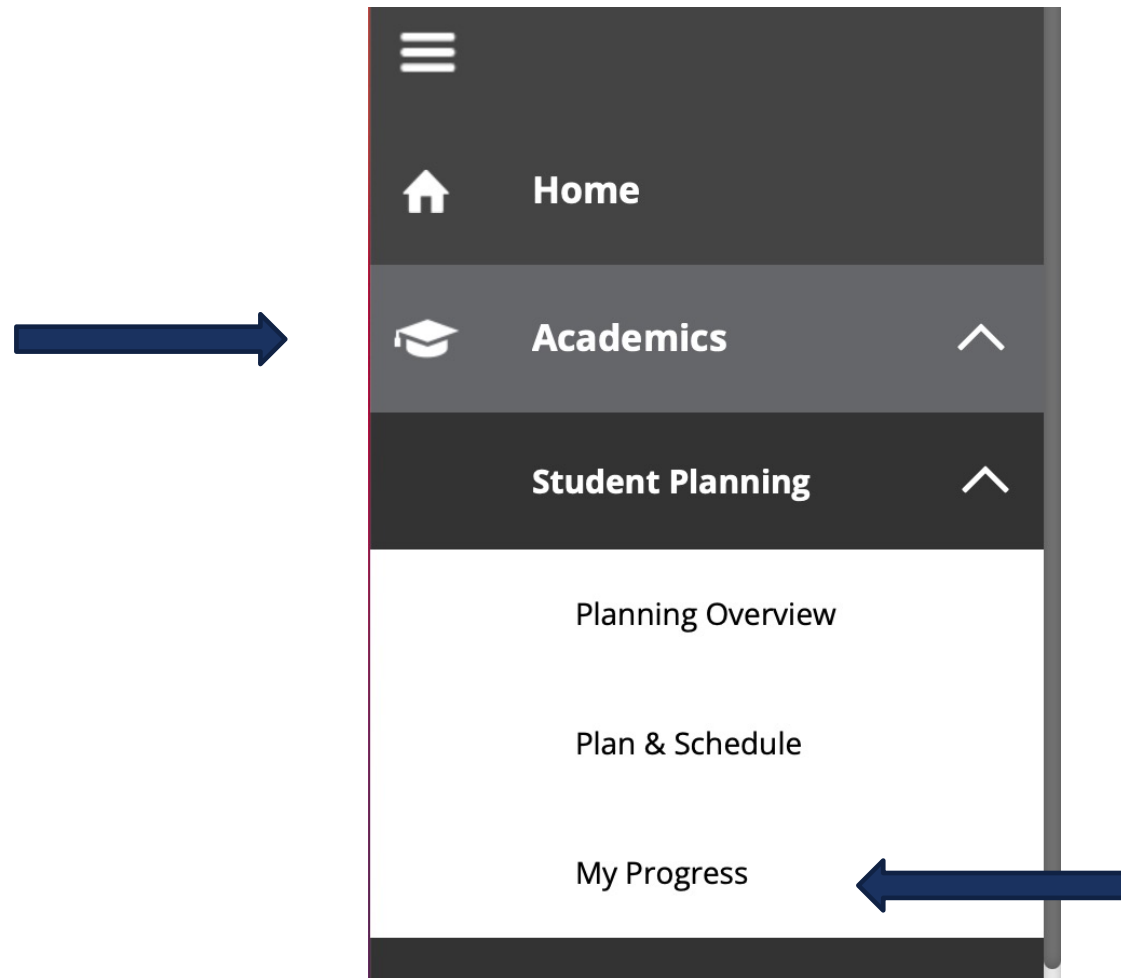 Home
Academics
Student Planning
Planning Overview
Plan & Schedule
My Progress